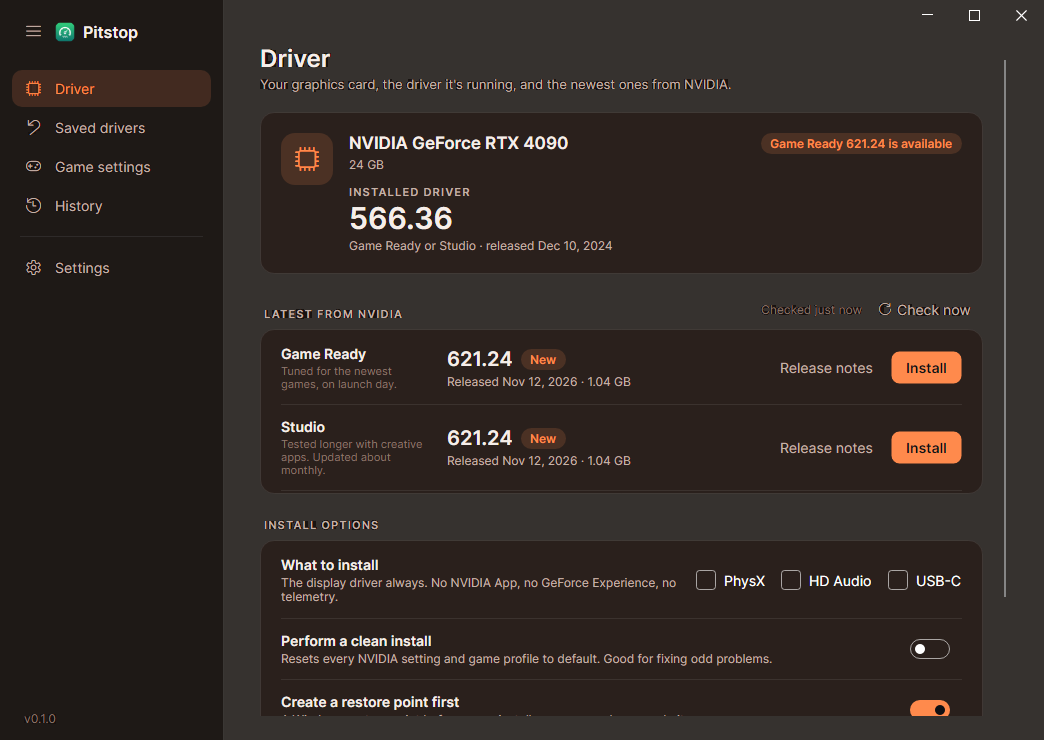 Pitstop
Driver
Saved drivers
Game settings
History
Settings
v0.1.0
Driver
Your graphics card, the driver it's running, and the newest ones from NVIDIA.
NVIDIA GeForce RTX 4090
Game Ready 621.24 is available
24 GB
INSTALLED DRIVER
566.36
Game Ready or Studio · released Dec 10, 2024
LATEST FROM NVIDIA
Checked just now
Check now
Game Ready
Tuned for the newest
games, on launch day.
621.24 New
Released Nov 12, 2026 · 1.04 GB
Release notes
Install
Studio
Tested longer with creative
apps. Updated about
monthly.
621.24 New
Released Nov 12, 2026 · 1.04 GB
Release notes
Install
INSTALL OPTIONS
What to install
The display driver always. No NVIDIA App, no GeForce Experience, no
telemetry.
PhysX
HD Audio
USB-C
Perform a clean install
Resets every NVIDIA setting and game profile to default. Good for fixing odd problems.
Create a restore point first